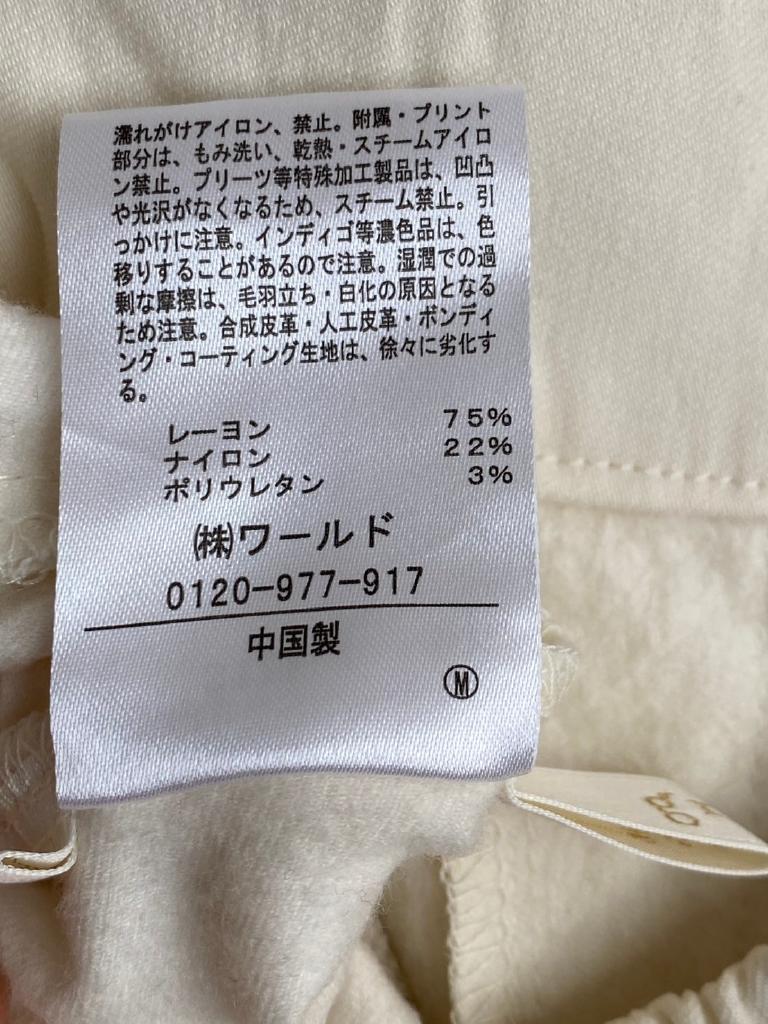 濡れがけアイロン、禁止。附属・プリント
部分は、もみ洗い、乾熱・スチームアイロ
ン禁止。プリーツ等特殊加工製品は、凹凸
や光沢がなくなるため、スチーム禁止。引
っかけに注意。インディゴ等濃色品は、色
移りすることがあるので注意。湿潤での過
剰な摩擦は、毛羽立ち・白化の原因となる
ため注意。合成皮革・人工皮革・ボンディ
ング・コーティング生地は、徐々に劣化す
る。
レーヨン 75%
ナイロン 22%
ポリウレタン 3%
㈱ワールド
0120-977-917
中国製
Ⓜ